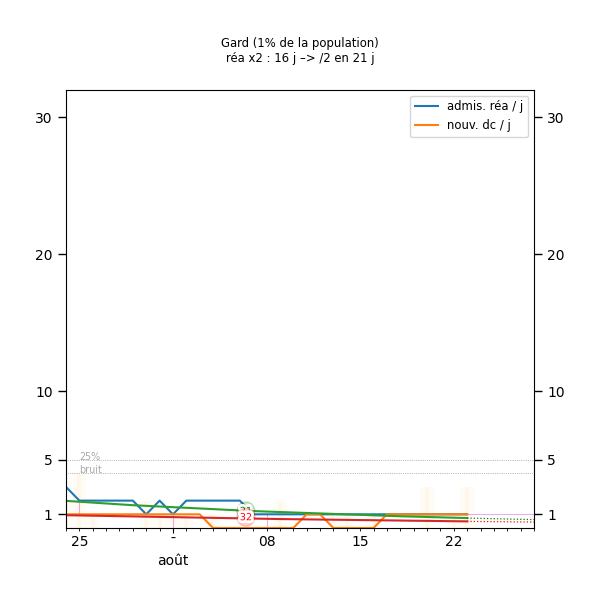 Gard (1% de la population)
réa x2 : 16 j –> /2 en 21 j
admis. réa / j
nouv. dc / j
30 30
20 20
10 10
5 5
25%
bruit
1 1
32
25 - 08 15 22
août